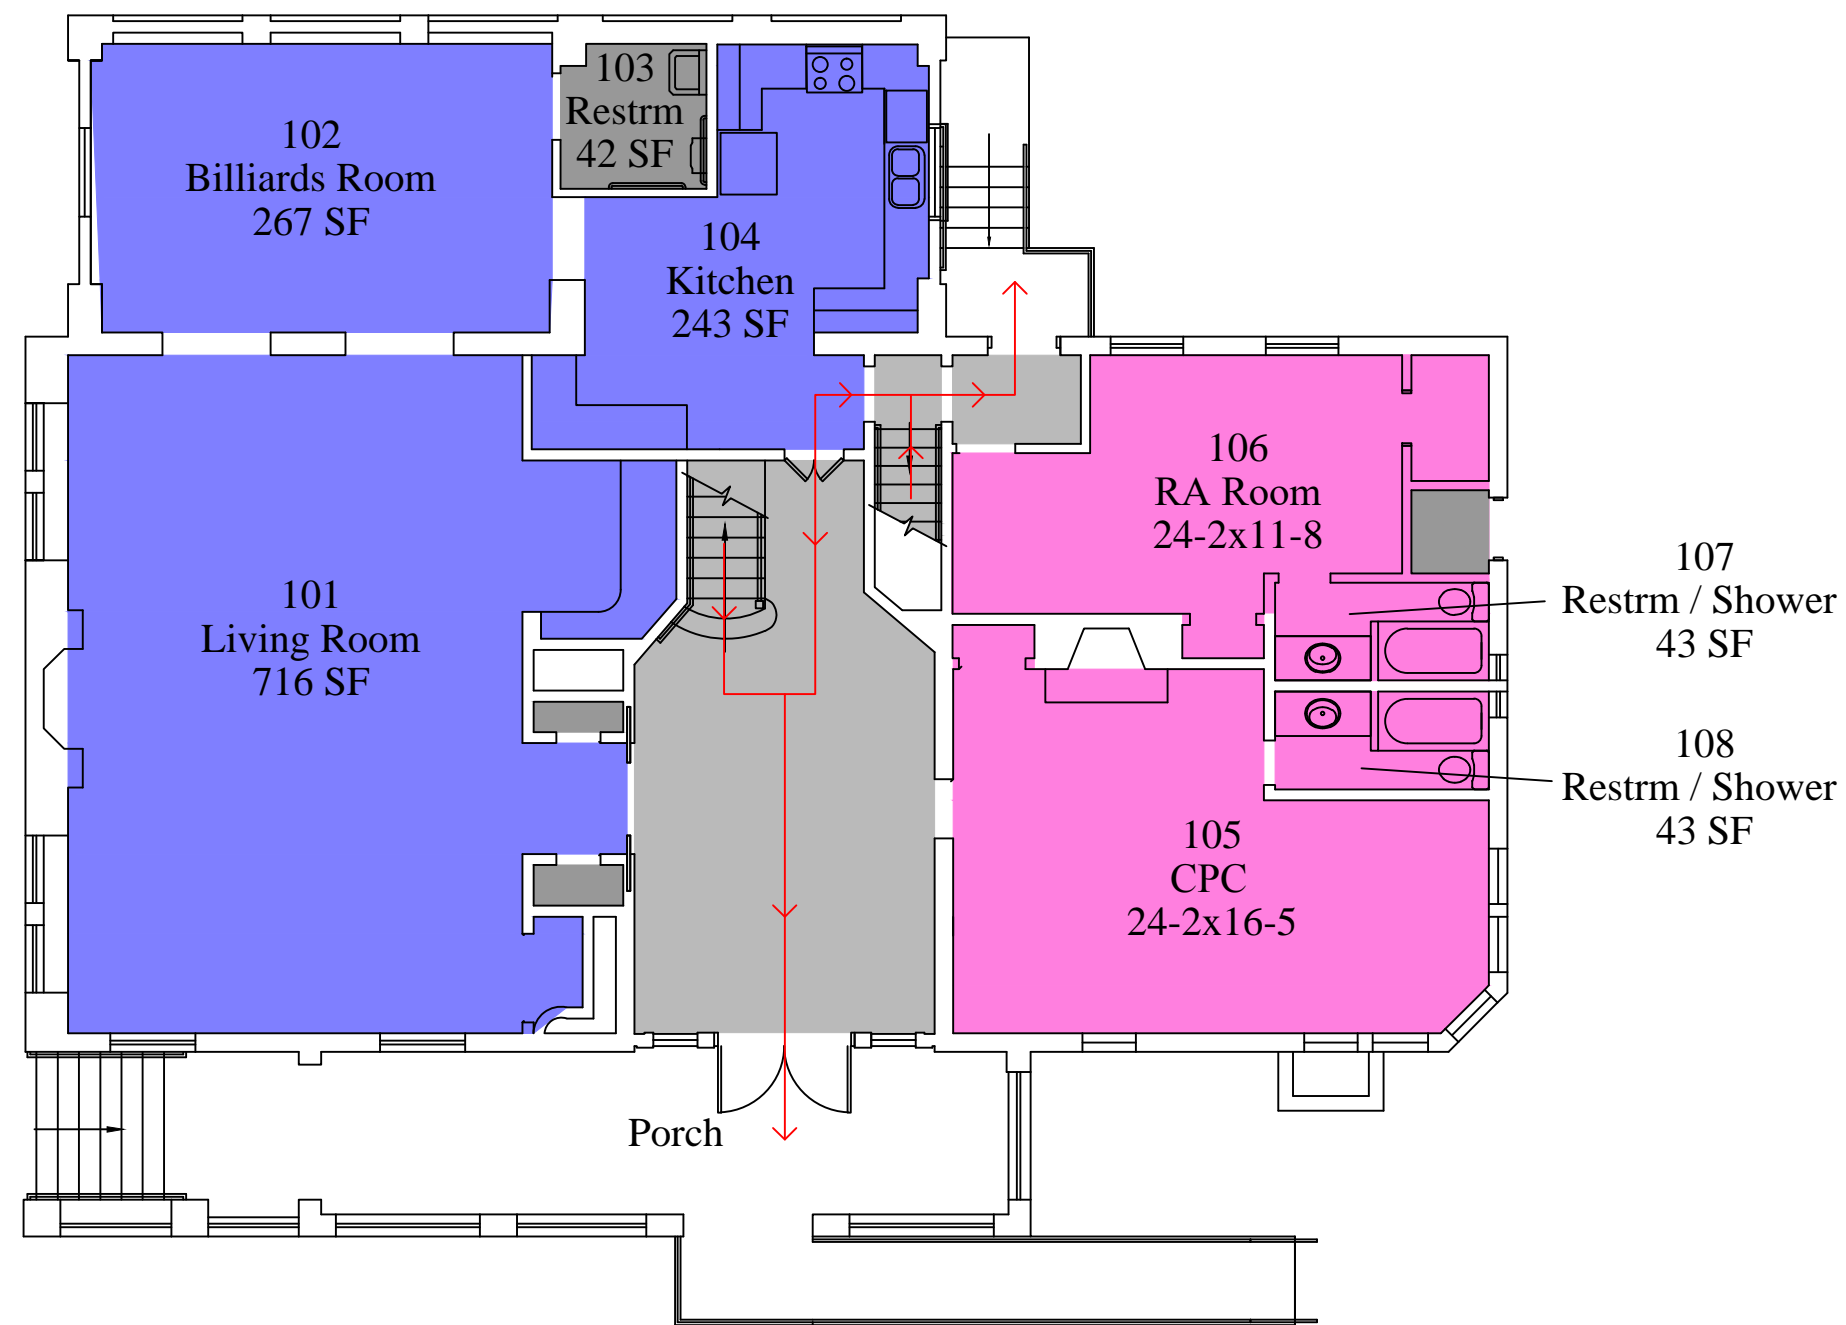 103
Restrm
42 SF
102
Billiards Room
267 SF
104
Kitchen
243 SF
106
RA Room
24-2x11-8
107
Restrm / Shower
43 SF
101
Living Room
716 SF
108
Restrm / Shower
43 SF
105
CPC
24-2x16-5
Porch